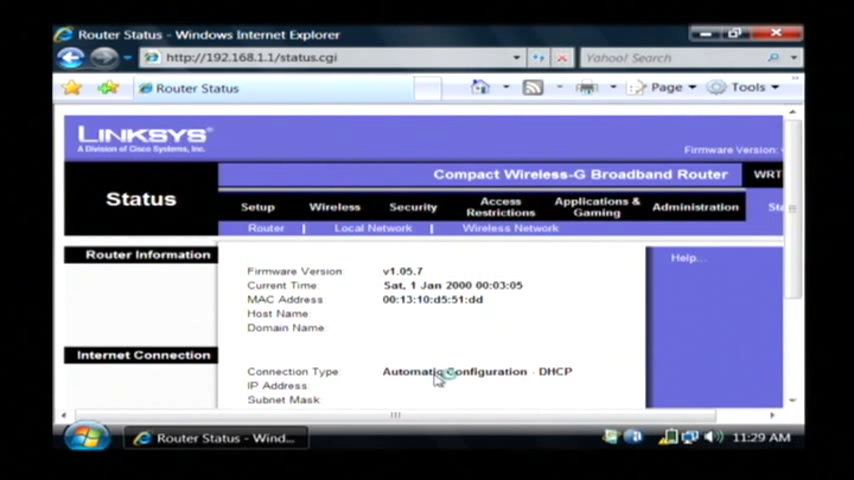 Router Status - Windows Internet Explorer
http://192.168.1.1/status.cgi
Yahoo! Search
Router Status
Page
Tools
LINKSYS®
A Division of Cisco Systems, Inc.
Firmware Version:
Compact Wireless-G Broadband Router
WRT
Status
Setup
Wireless
Security
Access Restrictions
Applications & Gaming
Administration
Sta
Router | Local Network | Wireless Network
Router Information
Help...
Firmware Version: v1.05.7
Current Time: Sat, 1 Jan 2000 00:03:05
MAC Address 00:13:10:d5:51:dd
Host Name:
Domain Name:
Internet Connection
Connection Type: Automatic Configuration - DHCP
IP Address:
Subnet Mask:
Router Status - Wind...
11:29 AM